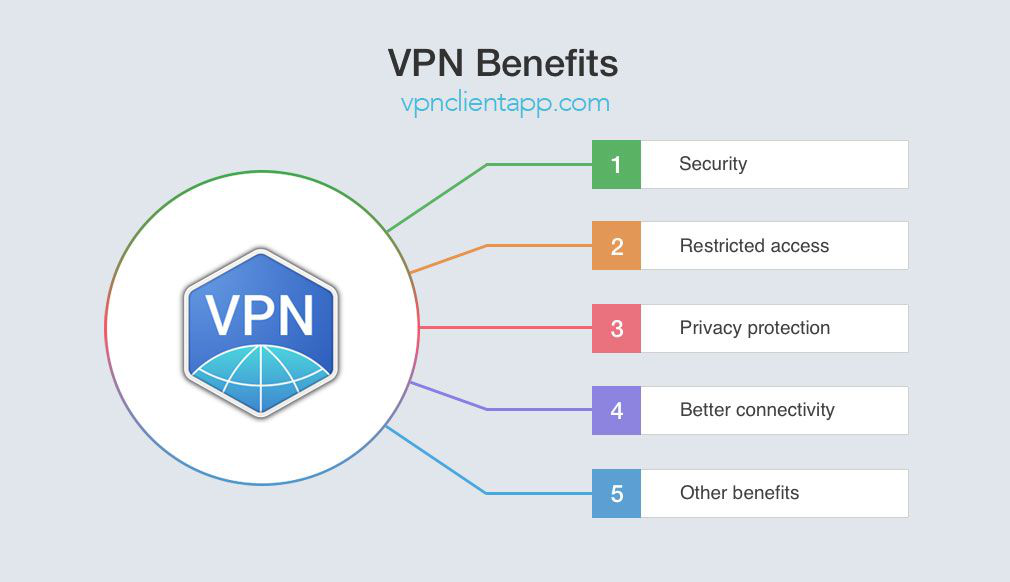 VPN Benefits
vpnclientapp.com
VPN
1 Security
2 Restricted access
3 Privacy protection
4 Better connectivity
5 Other benefits